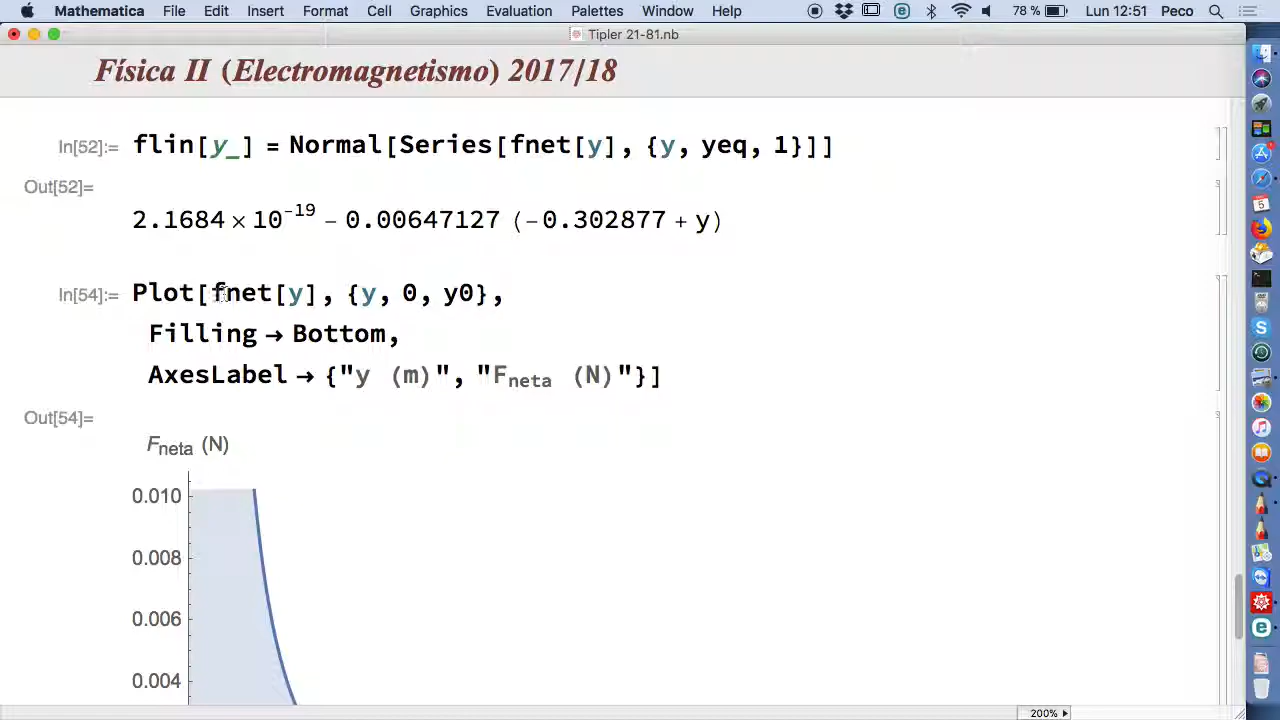 Mathematica File Edit Insert Format Cell Graphics Evaluation Palettes Window Help 78 % Lun 12:51 Peco
Tipler 21-81.nb
Física II (Electromagnetismo) 2017/18
In[52]:= flin[y_] = Normal[Series[fnet[y], {y, yeq, 1}]]
Out[52]=
2.1684 × 10^-19 - 0.00647127 (-0.302877 + y)
In[54]:= Plot[fnet[y], {y, 0, y0},
Filling → Bottom,
AxesLabel → {"y (m)", "Fneta (N)"}]
Out[54]=
Fneta (N)
0.010
0.008
0.006
0.004
200%